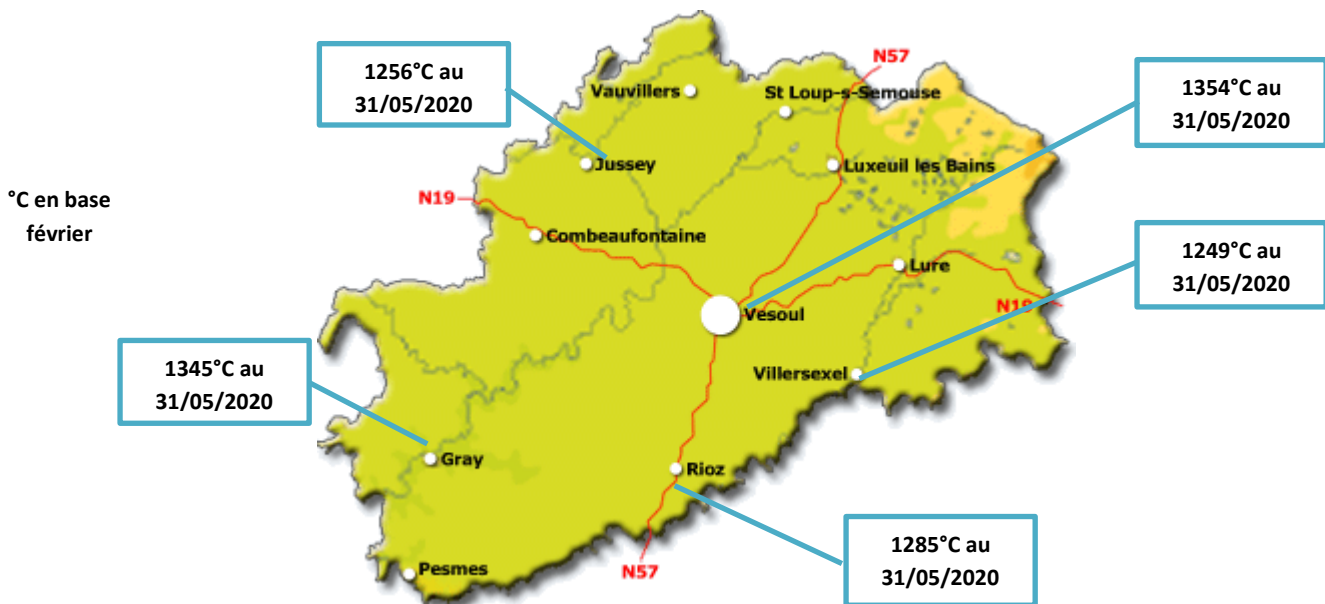 1256°C au
31/05/2020
N57
Vauvillers
St Loup-s-Semouse
1354°C au
31/05/2020
Jussey
Luxeuil les Bains
°C en base
février
N19
Combeaufontaine
Lure
1249°C au
31/05/2020
N19
Vesoul
Villersexel
1345°C au
31/05/2020
Gray
Rioz
1285°C au
31/05/2020
Pesmes
N57